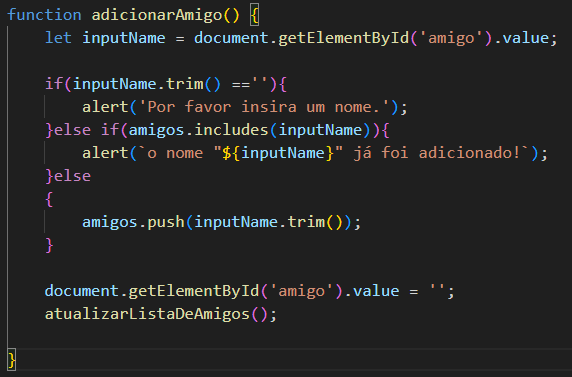 function adicionarAmigo() {
    let inputName = document.getElementById('amigo').value;
    if(inputName.trim() ==''){
        alert('Por favor insira um nome.');
    }else if(amigos.includes(inputName)){
        alert(`o nome "${inputName}" já foi adicionado!`);
    }else
    {
        amigos.push(inputName.trim());
    }
    document.getElementById('amigo').value = '';
    atualizarListaDeAmigos();
}